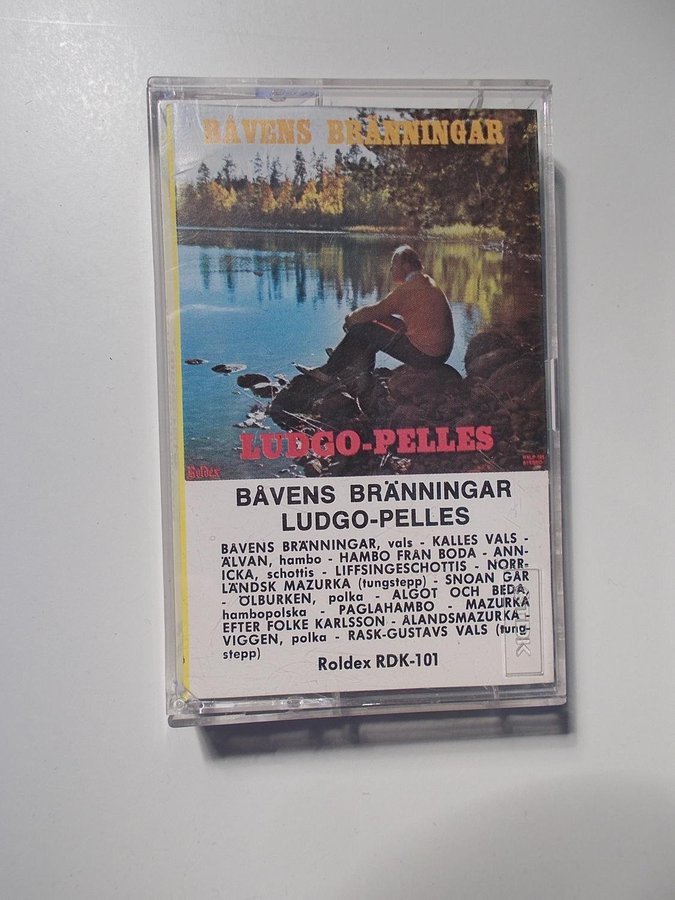 BÅVENS BRÄNNINGAR
LUDGO-PELLES
Roldex
STEREO
BÅVENS BRÄNNINGAR
LUDGO-PELLES
BÅVENS BRÄNNINGAR, vals - KALLES VALS -
ÄLVAN, hambo - HAMBO FRÅN BODA - ANN-
ICKA, schottis - LIFFSINGESCHOTTIS - NORR-
LÄNDSK MAZURKA (tungstepp) - SNOAN GÅR
- ÖLBURKEN, polka - ALGOT OCH BEDA,
hambopolska - PAGLAHAMBO - MAZURKA
EFTER FOLKE KARLSSON - ÅLANDSMAZURKA
VIGGEN, polka - RASK-GUSTAVS VALS (tung-
stepp)
Roldex RDK-101